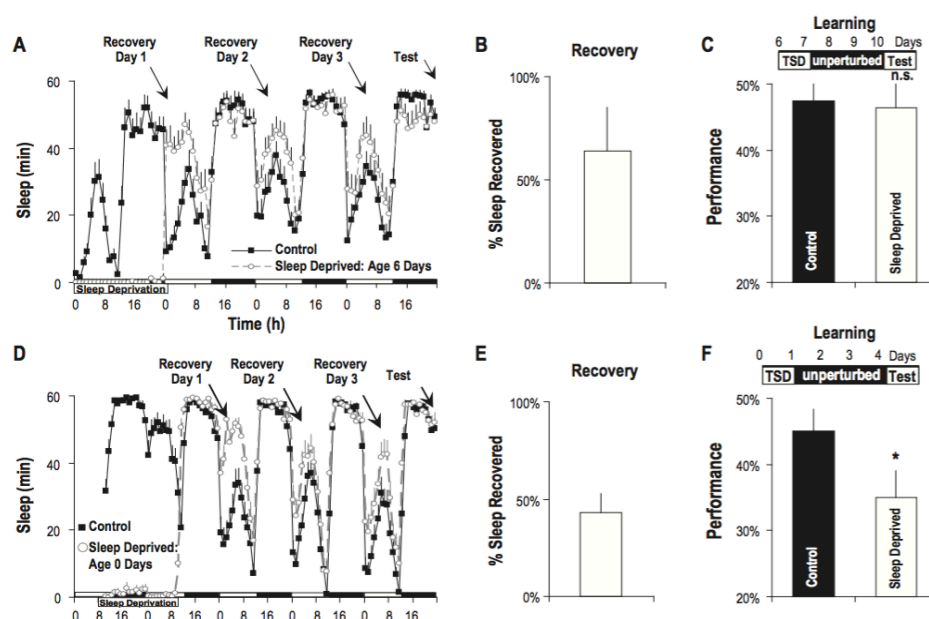 A
Recovery
Day 1
Recovery
Day 2
Recovery
Day 3
Test
60
40
20
0
Sleep (min)
Control
Sleep Deprived: Age 6 Days
Sleep Deprivation
0 8 16 0 8 16 0 8 16 0 8 16 0 8 16
Time (h)
B
Recovery
100%
50%
0%
% Sleep Recovered
C
Learning
6 7 8 9 10 Days
TSD unperturbed Test
n.s.
50%
40%
30%
20%
Performance
Control
Sleep Deprived
D
Recovery
Day 1
Recovery
Day 2
Recovery
Day 3
Test
60
40
20
0
Sleep (min)
Control
Sleep Deprived:
Age 0 Days
Sleep Deprivation
0 8 16 0 8 16 0 8 16 0 8 16 0 8 16
E
Recovery
100%
50%
0%
% Sleep Recovered
F
Learning
0 1 2 3 4 Days
TSD unperturbed Test
*
50%
40%
30%
20%
Performance
Control
Sleep Deprived